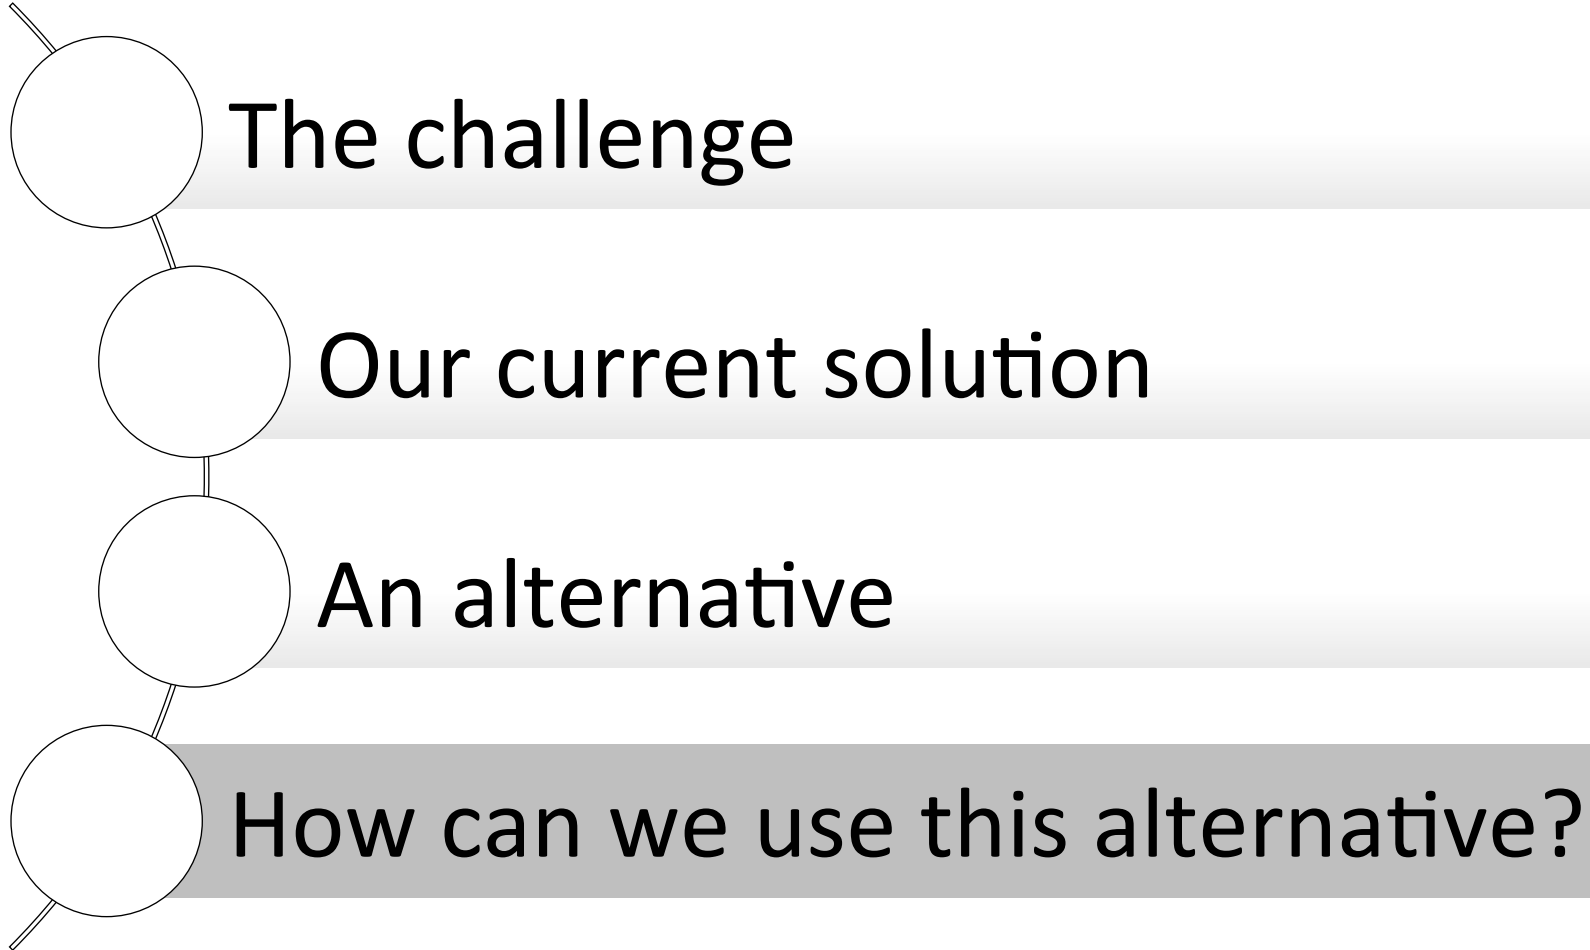 The challenge
Our current solution
An alternative
How can we use this alternative?